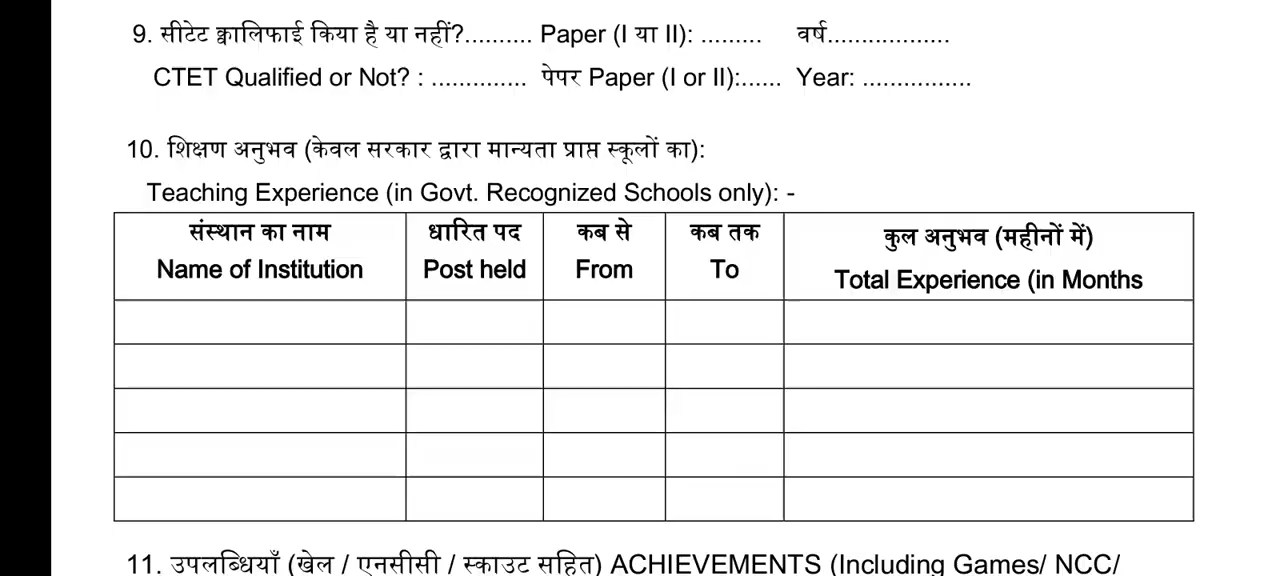 9. सीटेट क्वालिफाई किया है या नहीं?.......... Paper (I या II): ......... वर्ष..................
CTET Qualified or Not? : .............. पेपर Paper (I or II):...... Year: ................
10. शिक्षण अनुभव (केवल सरकार द्वारा मान्यता प्राप्त स्कूलों का):
Teaching Experience (in Govt. Recognized Schools only): -
संस्थान का नाम
Name of Institution
धारित पद
Post held
कब से
From
कब तक
To
कुल अनुभव (महीनों में)
Total Experience (in Months
11. उपलब्धियाँ (खेल / एनसीसी / स्काउट सहित) ACHIEVEMENTS (Including Games/ NCC/